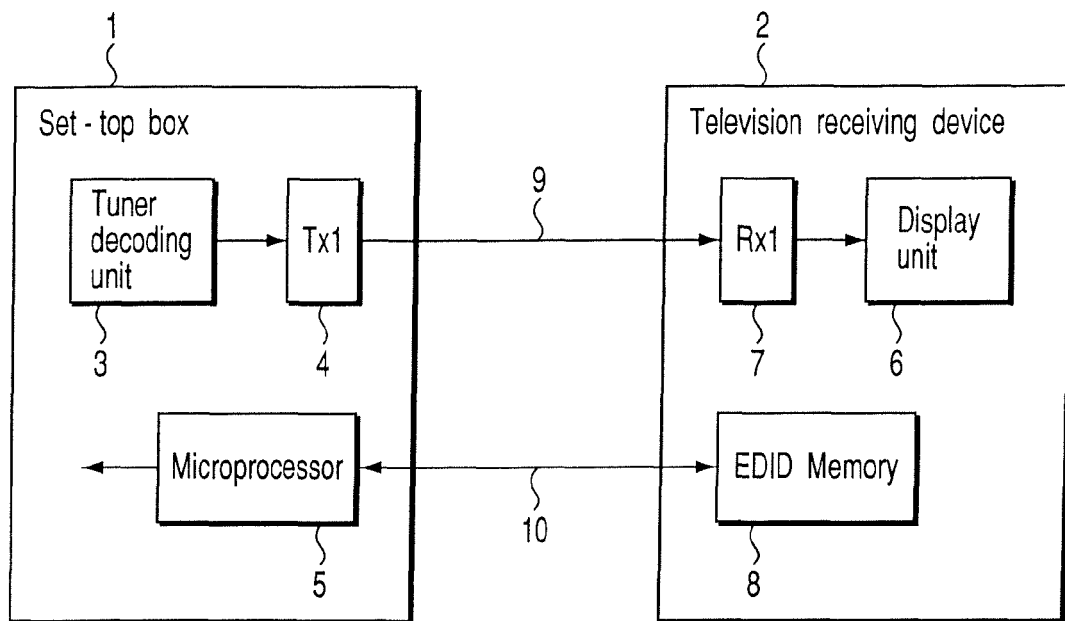 1
2
Set - top box
Television receiving device
Tuner
decoding
unit
Tx1
9
Rx1
Display
unit
3
4
7
6
Microprocessor
10
EDID Memory
5
8